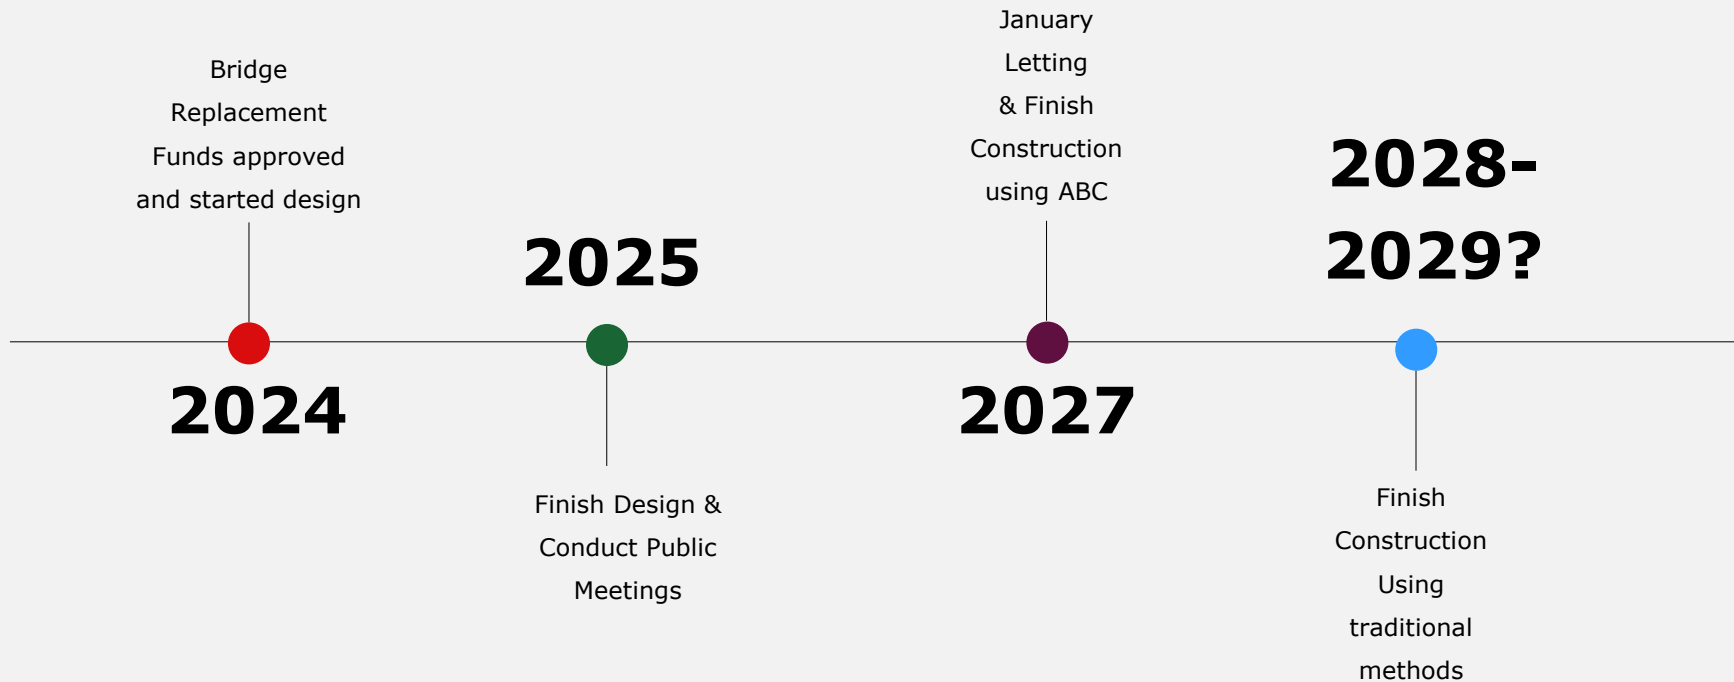 Bridge
Replacement
Funds approved
and started design
2024
2025
Finish Design &
Conduct Public
Meetings
January
Letting
& Finish
Construction
using ABC
2027
2028-
2029?
Finish
Construction
Using
traditional
methods